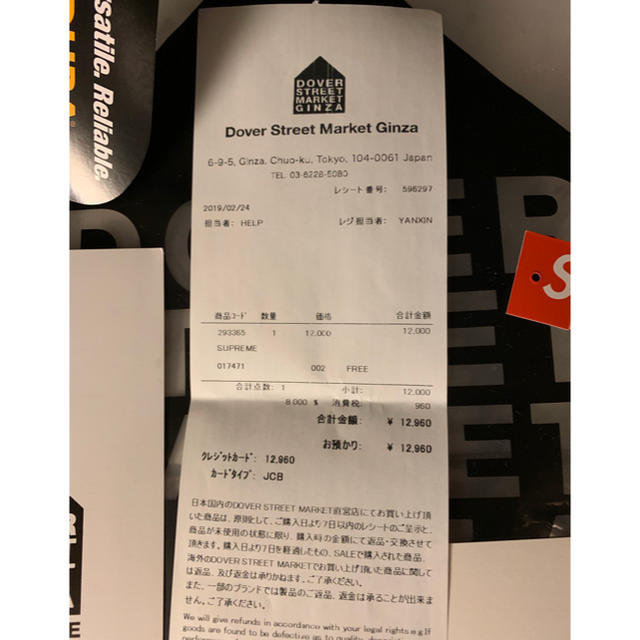 satile. Reliable.
DOVER
STREET
MARKET
GINZA
Dover Street Market Ginza
6-9-5, Ginza, Chuo-ku, Tokyo, 104-0061 Japan
TEL. 03-6228-5080
レシート番号: 596297
2019/02/24
担当者: HELP レジ担当者: YANXIN
商品コード 数量 価格 合計金額
293365 1 12,000 12,000
SUPREME
017471 002 FREE
合計点数: 1 小計: 12,000
8.000 % 消費税: 960
合計金額: ¥ 12,960
お預かり: ¥ 12,960
クレジットカード: 12,960
カードタイプ: JCB
日本国内のDOVER STREET MARKET直営店にてお買い上げ頂
いた商品は、原則として、ご購入日より7日以内のレシートのご呈示と、
商品が未使用の状態に限り、購入時の金額にて返品・交換させて
頂きます。購入日より7日を経過したもの、SALEで購入された商品、
海外のDOVER STREET MARKETでお買い上げ頂いた商品に関して
は返品、及び返金は承りかねます。ご了承ください。
また、一部のブランドでは製品のご返品、返金は承ることが出来ま
せん。ご了承ください。
We will give refunds in accordance with your legal rights e.g If
goods are found to be defective as to quality